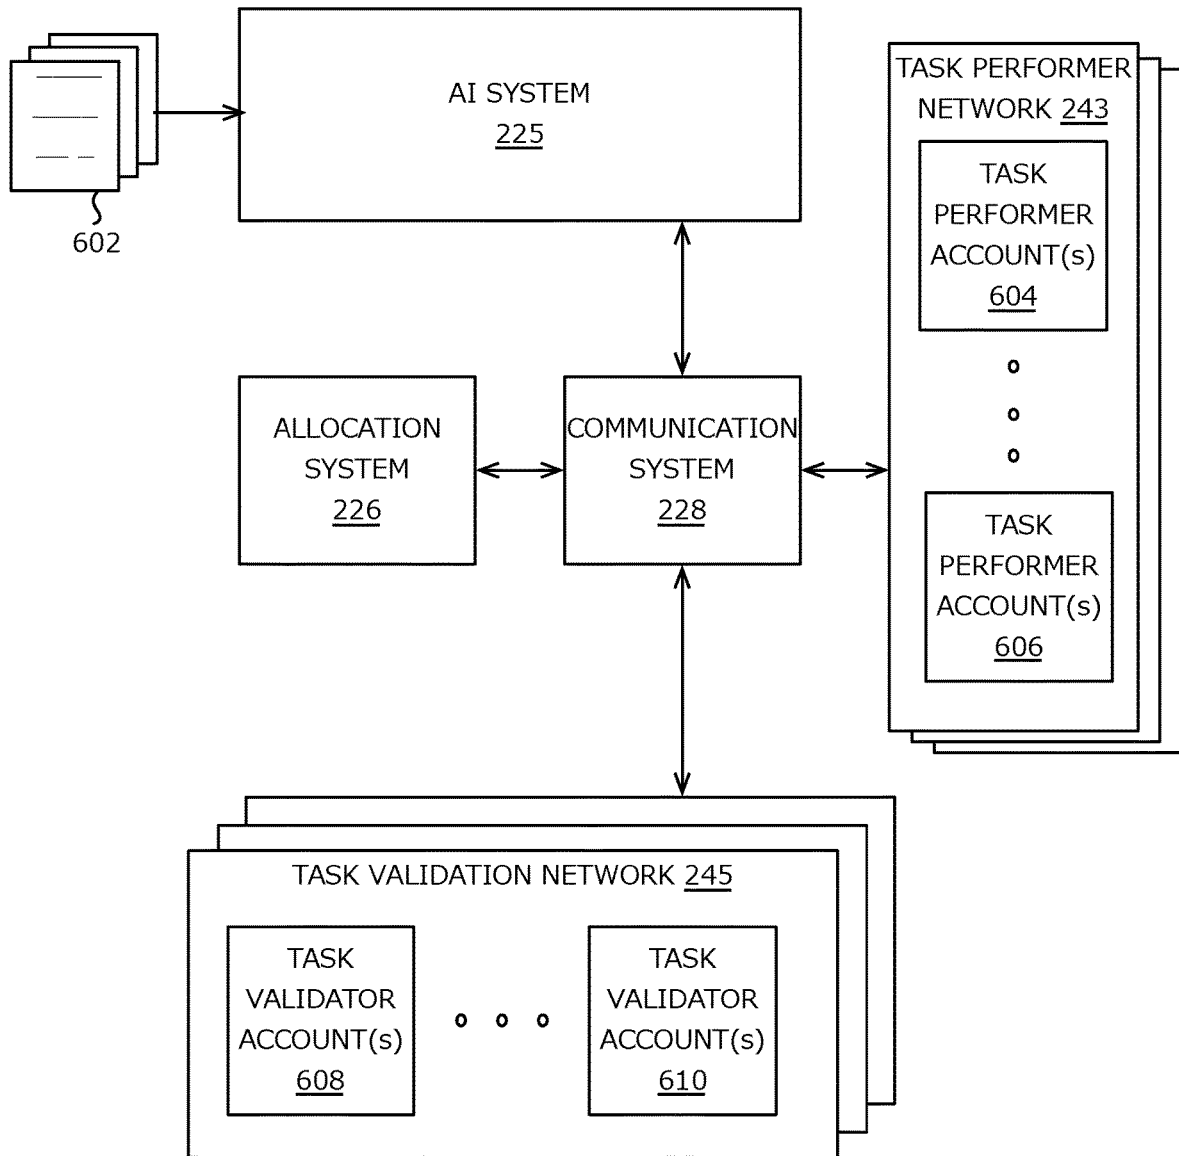 AI SYSTEM
225
602
TASK PERFORMER
NETWORK 243
TASK
PERFORMER
ACCOUNT(s)
604
TASK
PERFORMER
ACCOUNT(s)
606
ALLOCATION
SYSTEM
226
COMMUNICATION
SYSTEM
228
TASK VALIDATION NETWORK 245
TASK
VALIDATOR
ACCOUNT(s)
608
TASK
VALIDATOR
ACCOUNT(s)
610